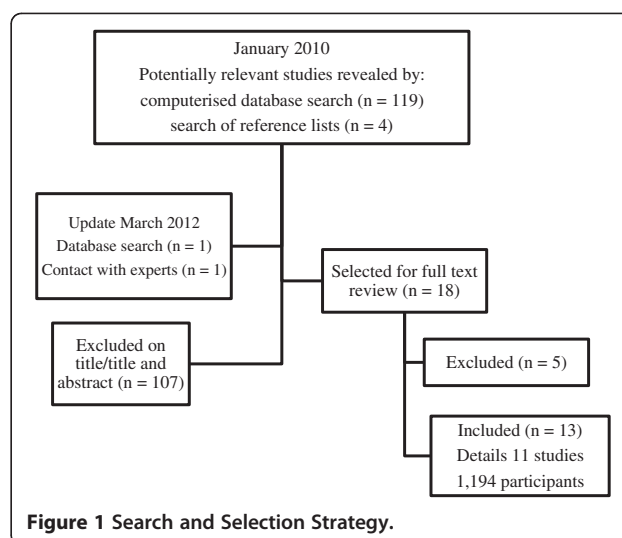 January 2010
Potentially relevant studies revealed by:
computerised database search (n = 119)
search of reference lists (n = 4)
Update March 2012
Database search (n = 1)
Contact with experts (n = 1)
Selected for full text
review (n = 18)
Excluded on
title/title and
abstract (n = 107)
Excluded (n = 5)
Included (n = 13)
Details 11 studies
1,194 participants
Figure 1 Search and Selection Strategy.